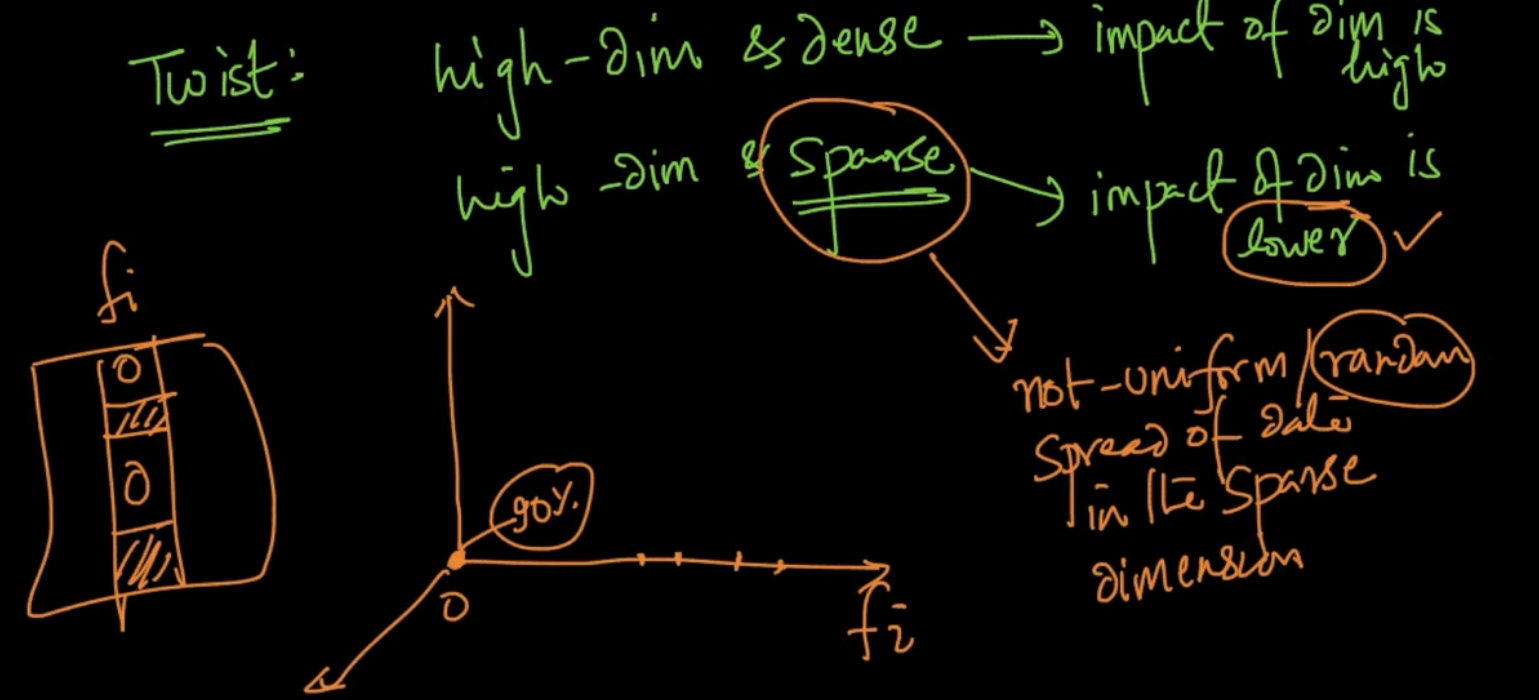 Twist: high-dim & dense → impact of dim is high
high-dim & sparse → impact of dim is lower ✓
fi
0
0
90%
0
fi
not-uniform/random
spread of data
in the sparse
dimension